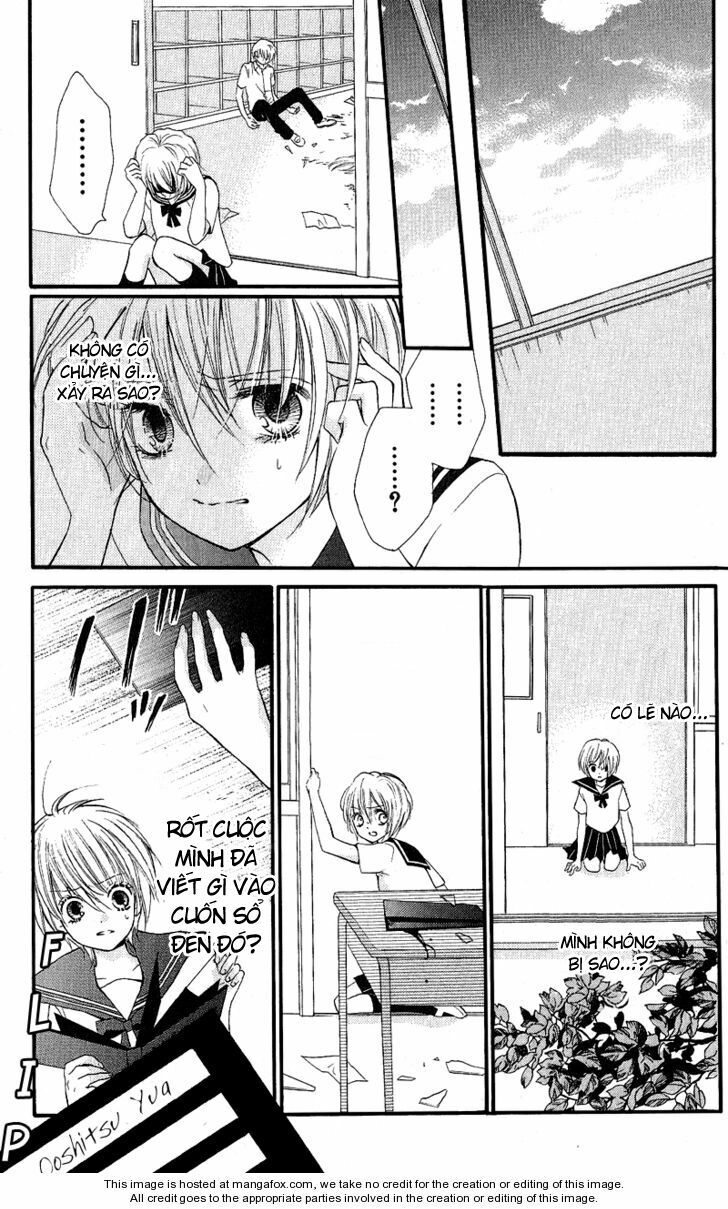 ………
KHÔNG CÓ
CHUYỆN GÌ...
XẢY RA SAO?
………
………?
CÓ LẼ NÀO...
MÌNH KHÔNG
BỊ SAO...?
RỐT CUỘC
MÌNH ĐÃ
VIẾT GÌ VÀO
CUỐN SỔ
ĐEN ĐÓ?
FLIP
Ooshitsu Yua
This image is hosted at mangafox.com, we take no credit for the creation or editing of this image.
All credit goes to the appropriate parties involved in the creation or editing of this image.